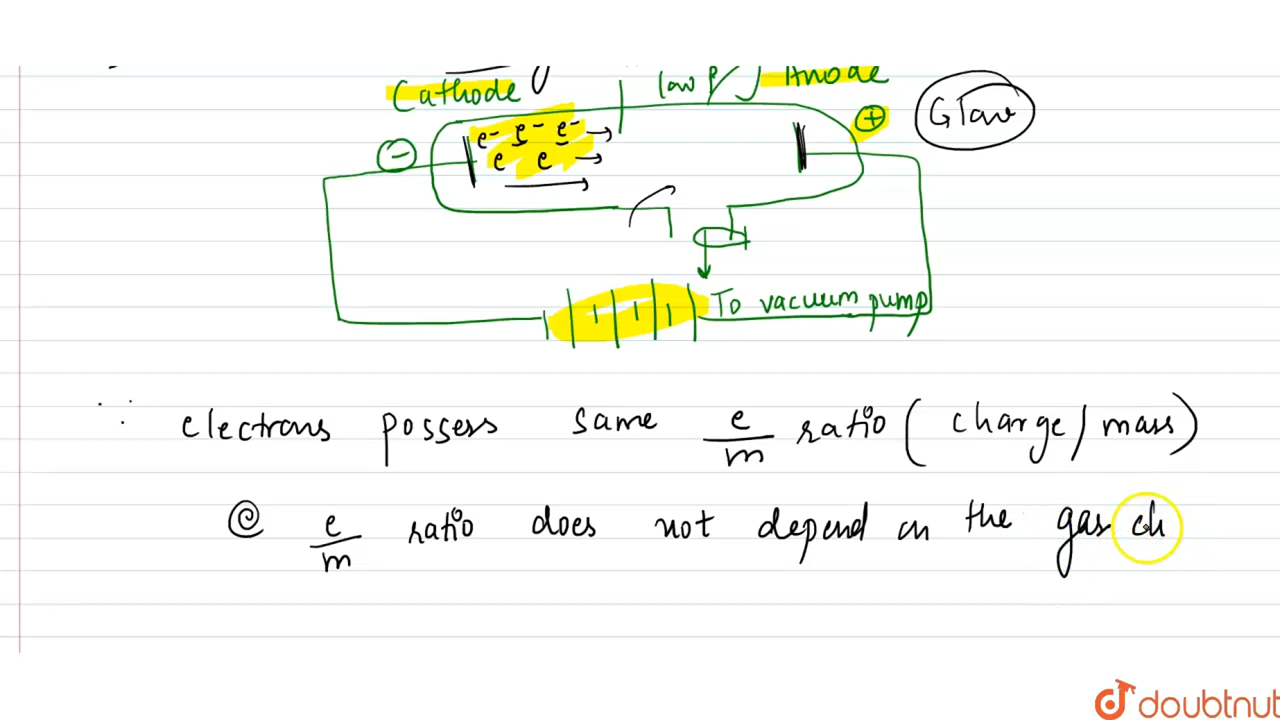 Cathode low P Anode
e- e- e- + Glow
- e e
To vacuum pump
∵ electrons possess same e/m ratio (charge/mass)
@ e/m ratio does not depend on the gas ch
doubtnut